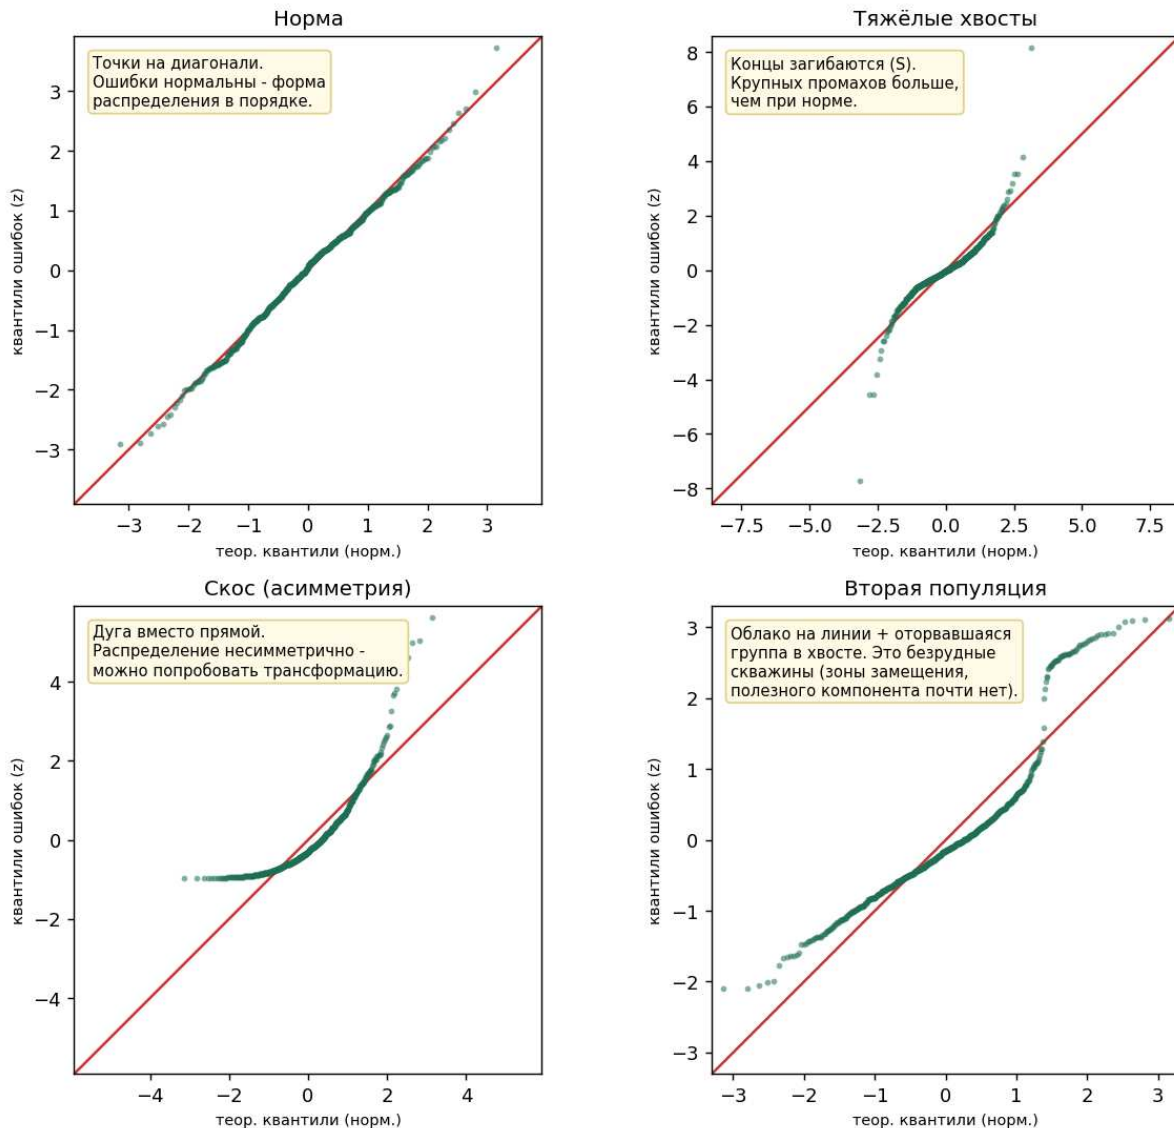 Норма
Точки на диагонали.
Ошибки нормальны - форма
распределения в порядке.
3
2
1
0
−1
−2
−3
квантили ошибок (z)
−3 −2 −1 0 1 2 3
теор. квантили (норм.)
Тяжёлые хвосты
Концы загибаются (S).
Крупных промахов больше,
чем при норме.
8
6
4
2
0
−2
−4
−6
−8
квантили ошибок (z)
−7.5 −5.0 −2.5 0.0 2.5 5.0 7.5
теор. квантили (норм.)
Скос (асимметрия)
Дуга вместо прямой.
Распределение несимметрично -
можно попробовать трансформацию.
4
2
0
−2
−4
квантили ошибок (z)
−4 −2 0 2 4
теор. квантили (норм.)
Вторая популяция
Облако на линии + оторвавшаяся
группа в хвосте. Это безрудные
скважины (зоны замещения,
полезного компонента почти нет).
3
2
1
0
−1
−2
−3
квантили ошибок (z)
−3 −2 −1 0 1 2 3
теор. квантили (норм.)